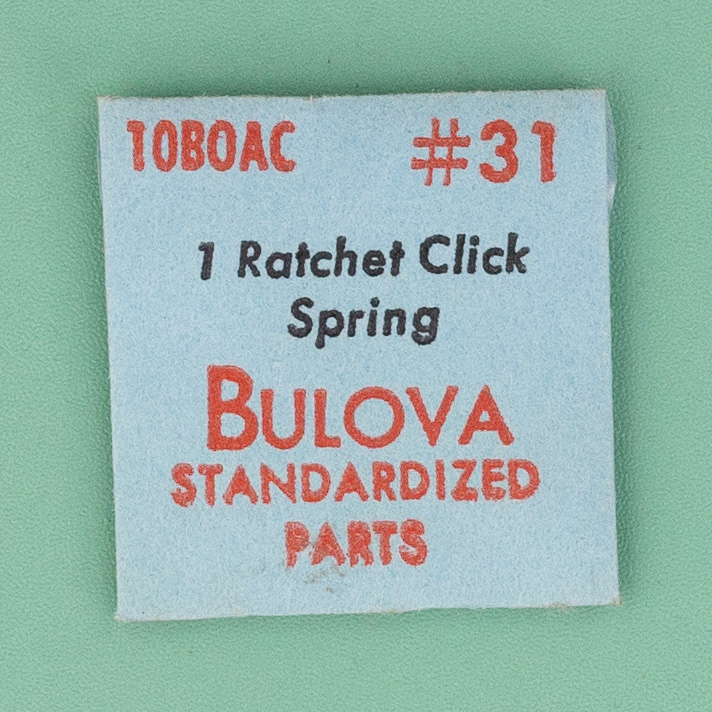 10BOAC #31
1 Ratchet Click
Spring
BULOVA
STANDARDIZED
PARTS